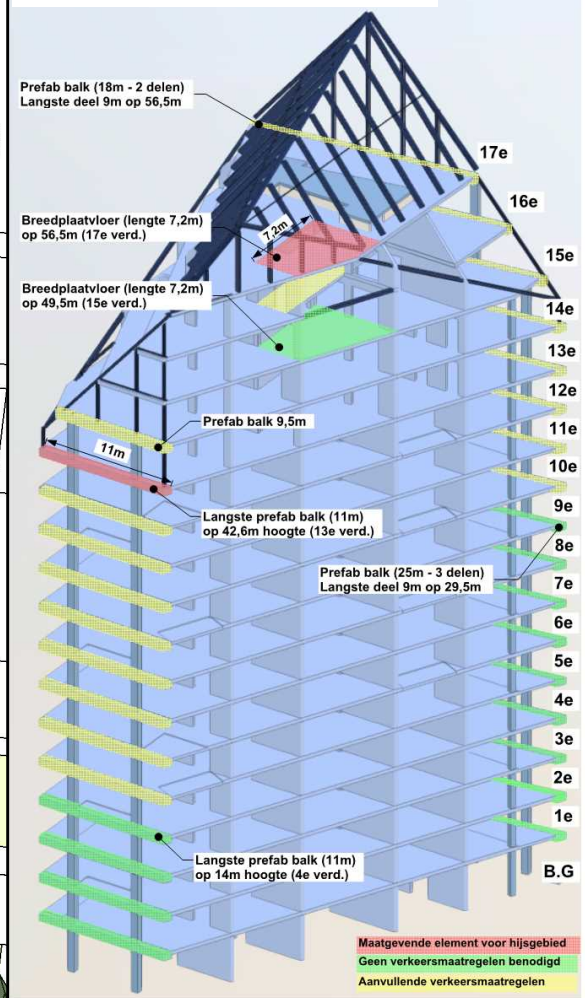 Prefab balk (18m - 2 delen)
Langste deel 9m op 56,5m
17e
16e
Breedplaatvloer (lengte 7,2m)
op 56,5m (17e verd.)
7,2m
15e
Breedplaatvloer (lengte 7,2m)
op 49,5m (15e verd.)
14e
13e
12e
Prefab balk 9,5m
11e
11m
10e
Langste prefab balk (11m)
op 42,6m hoogte (13e verd.)
9e
8e
Prefab balk (25m - 3 delen)
Langste deel 9m op 29,5m
7e
6e
5e
4e
3e
2e
1e
Langste prefab balk (11m)
op 14m hoogte (4e verd.)
B.G
Maatgevende element voor hijsgebied
Geen verkeersmaatregelen benodigd
Aanvullende verkeersmaatregelen